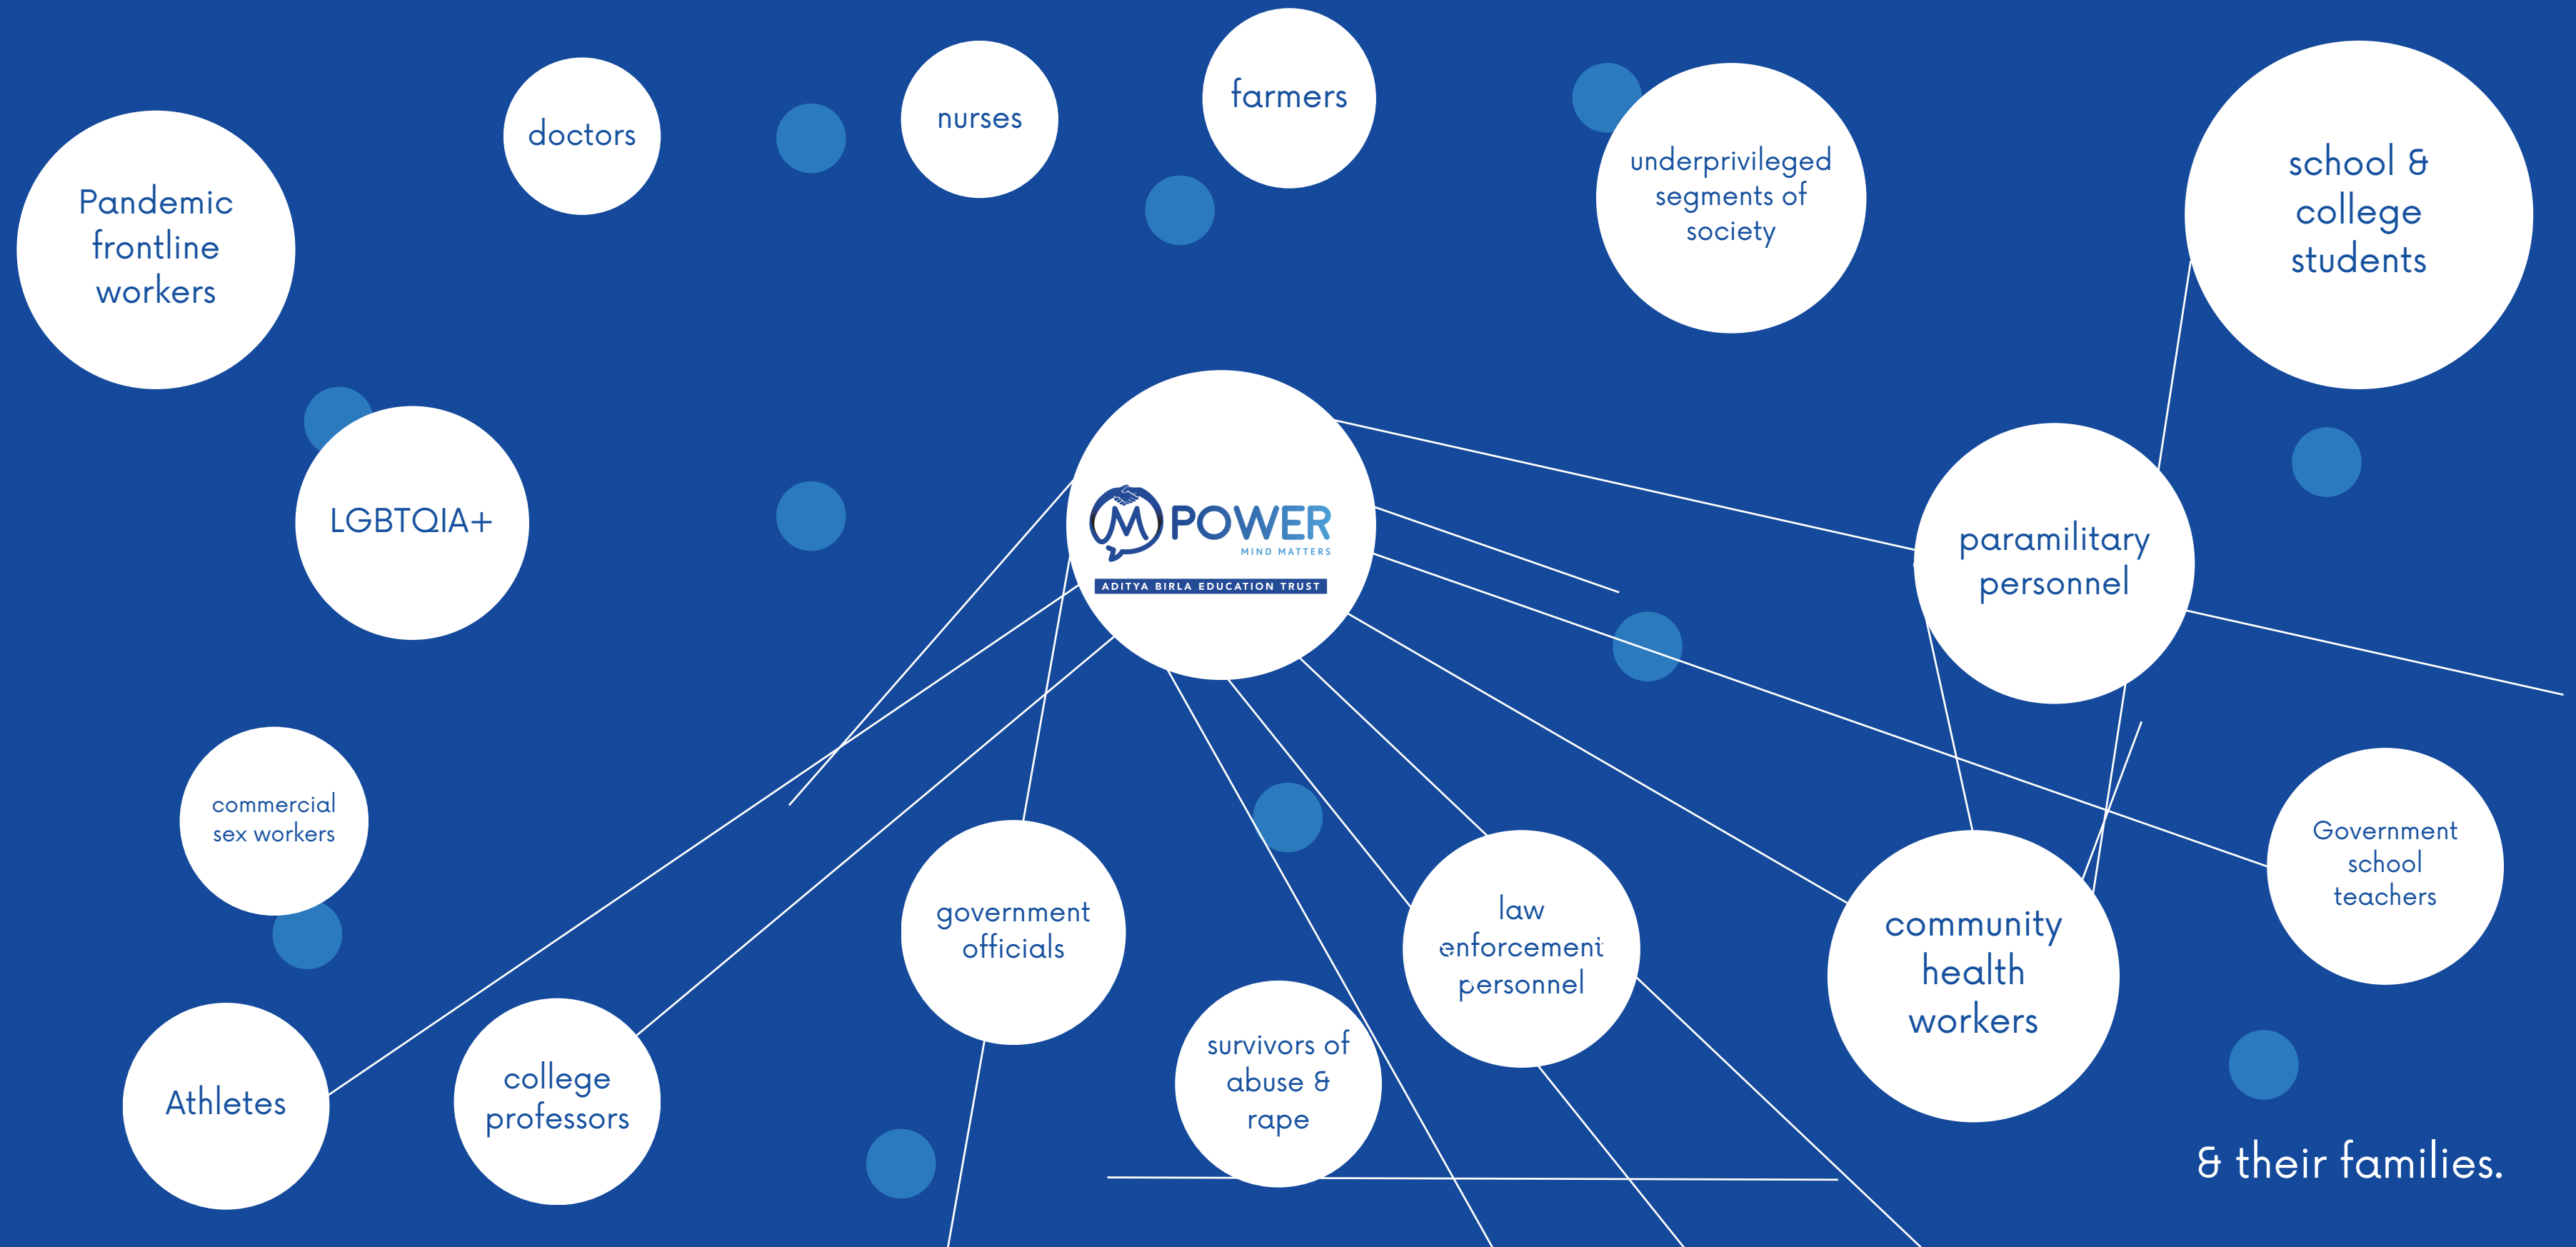 Pandemic
frontline
workers
doctors
nurses
farmers
underprivileged
segments of
society
school &
college
students
LGBTQIA+
MPOWER
MIND MATTERS
ADITYA BIRLA EDUCATION TRUST
paramilitary
personnel
commercial
sex workers
government
officials
law
enforcement
personnel
community
health
workers
Government
school
teachers
Athletes
college
professors
survivors of
abuse &
rape
& their families.